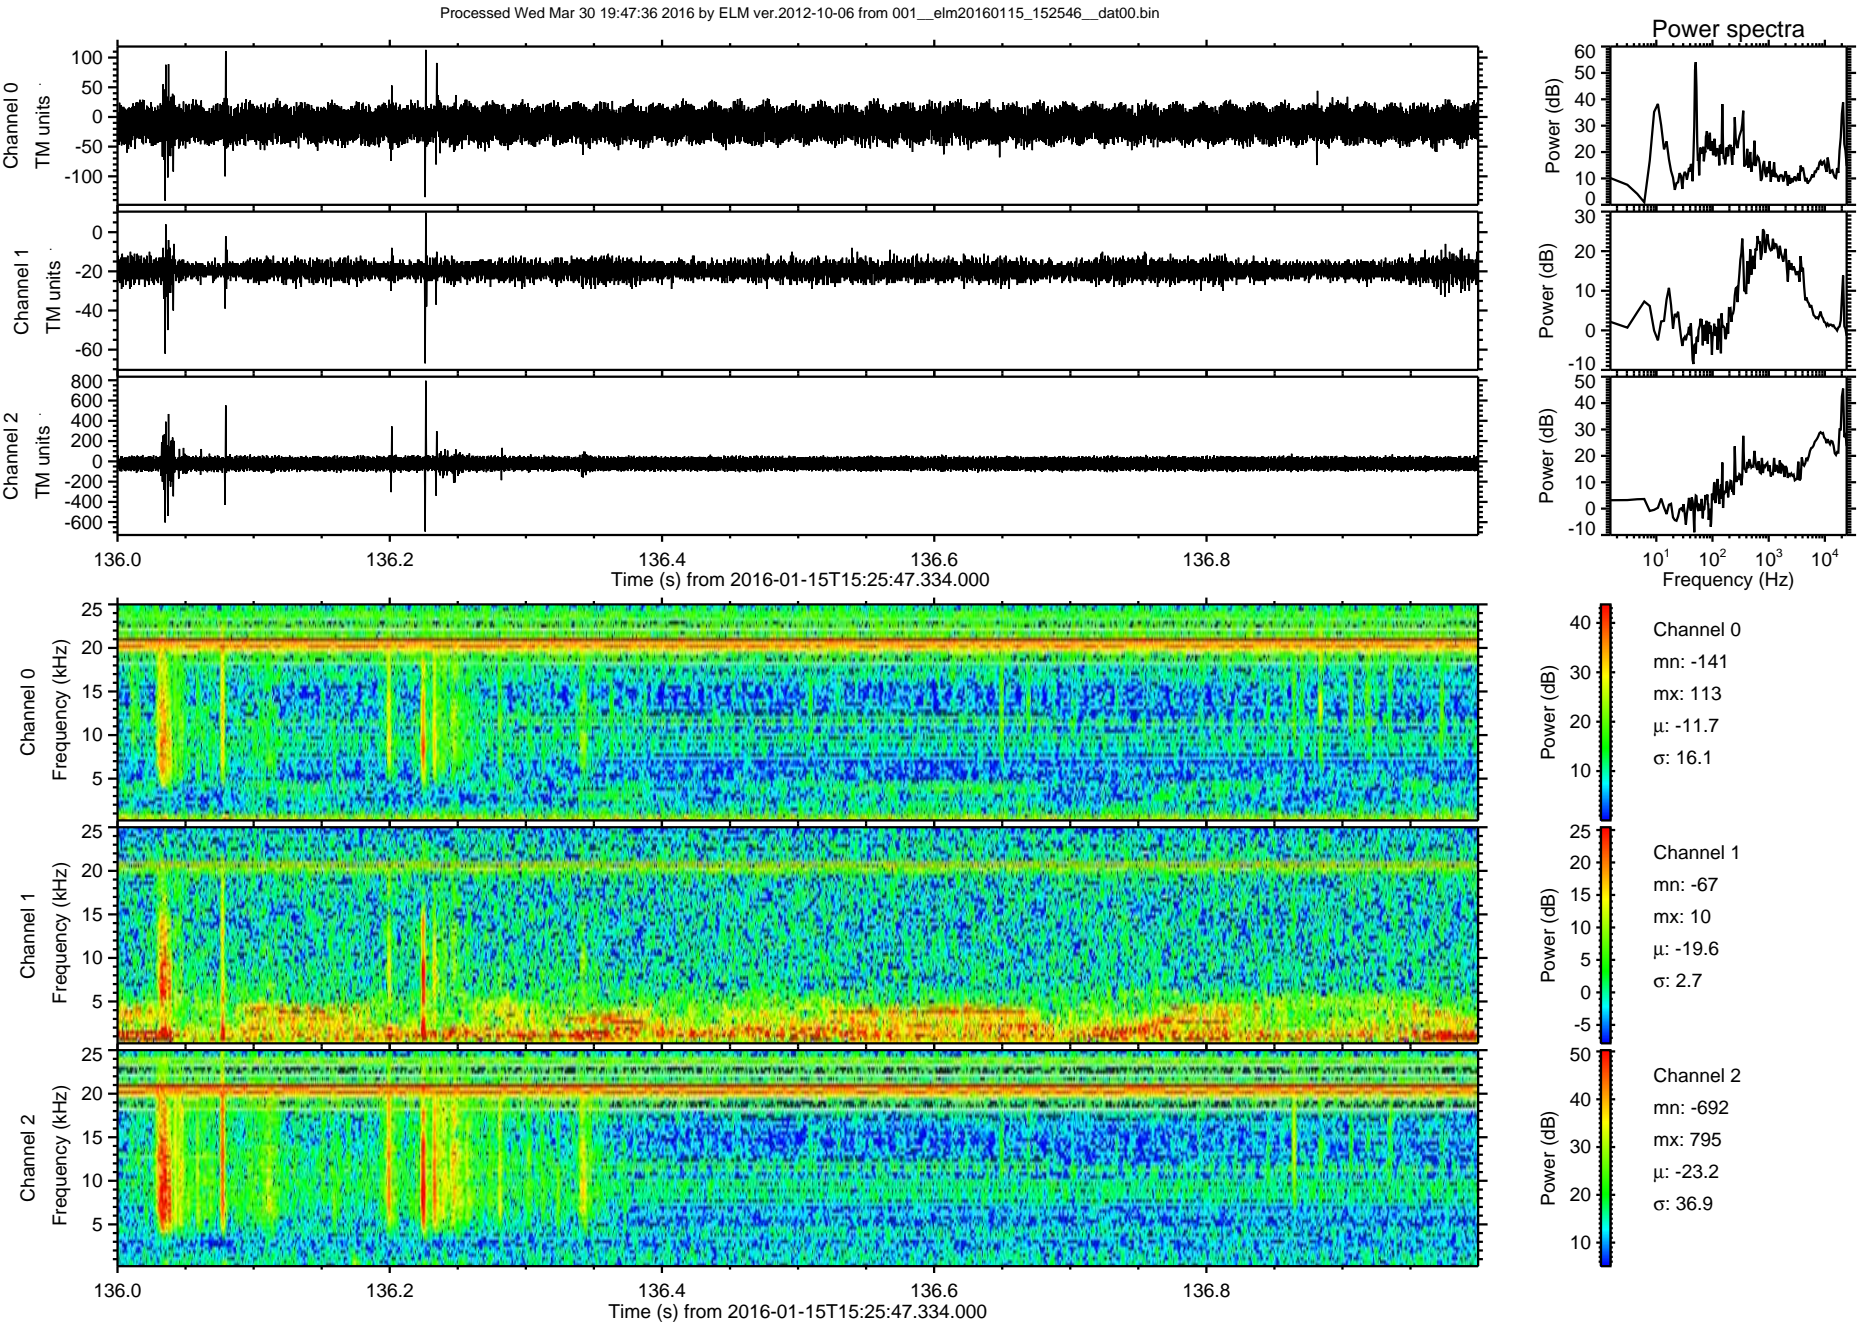 Processed Wed Mar 30 19:47:36 2016 by ELM ver.2012-10-06 from 001__elm20160115_152546__dat00.bin
Power spectra
Channel 0
TM units
100
50
0
-50
-100
Power (dB)
60
50
40
30
20
10
0
Channel 1
TM units
0
-20
-40
-60
Power (dB)
30
20
10
0
-10
Channel 2
TM units
800
600
400
200
0
-200
-400
-600
Power (dB)
50
40
30
20
10
0
-10
136.0 136.2 136.4 136.6 136.8
Time (s) from 2016-01-15T15:25:47.334.000
10^1 10^2 10^3 10^4
Frequency (Hz)
Channel 0
Frequency (kHz)
25
20
15
10
5
Power (dB)
40
30
20
10
Channel 0
mn: -141
mx: 113
μ: -11.7
σ: 16.1
Channel 1
Frequency (kHz)
25
20
15
10
5
Power (dB)
25
20
15
10
5
0
-5
Channel 1
mn: -67
mx: 10
μ: -19.6
σ: 2.7
Channel 2
Frequency (kHz)
25
20
15
10
5
Power (dB)
50
40
30
20
10
Channel 2
mn: -692
mx: 795
μ: -23.2
σ: 36.9
136.0 136.2 136.4 136.6 136.8
Time (s) from 2016-01-15T15:25:47.334.000